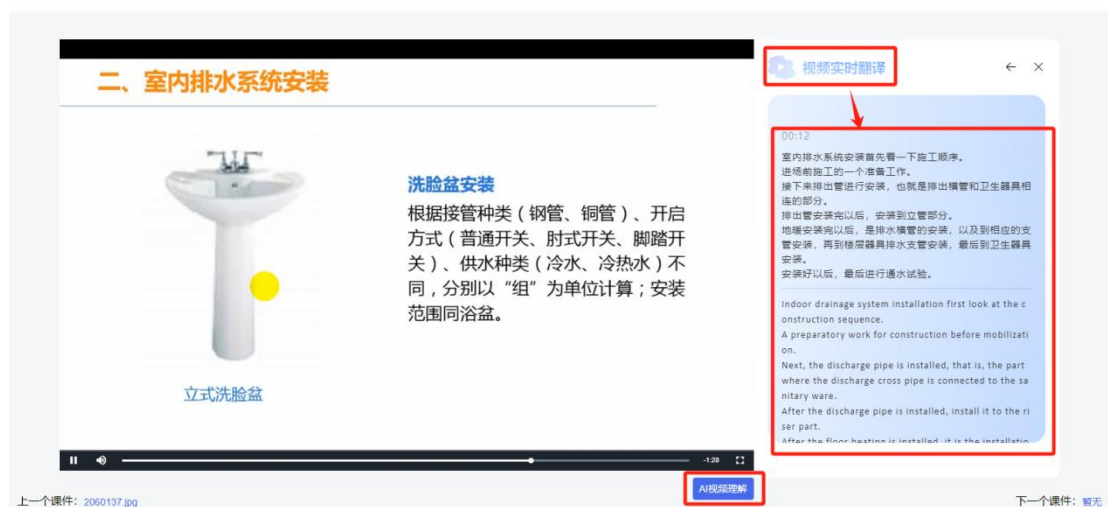 二、室内排水系统安装
洗脸盆安装
根据接管种类（钢管、铜管）、开启
方式（普通开关、肘式开关、脚踏开
关）、供水种类（冷水、冷热水）不
同，分别以“组”为单位计算；安装
范围同浴盆。
立式洗脸盆
-1:28
AI视频理解
上一个课件：2060137.jpg
下一个课件：暂无
视频实时翻译
00:12
室内排水系统安装首先看一下施工顺序。
进场前施工的一个准备工作。
接下来排出管进行安装，也就是排出横管和卫生器具相
连的部分。
排出管安装完以后，安装到立管部分。
地暖安装完以后，是排水横管的安装，以及到相应的支
管安装，再到楼层器具排水支管安装，最后到卫生器具
安装。
安装好以后，最后进行通水试验。
Indoor drainage system installation first look at the c
onstruction sequence.
A preparatory work for construction before mobilizati
on.
Next, the discharge pipe is installed, that is, the part
where the discharge cross pipe is connected to the sa
nitary ware.
After the discharge pipe is installed, install it to the ri
ser part.
After the floor heating is installed, it is the installatio